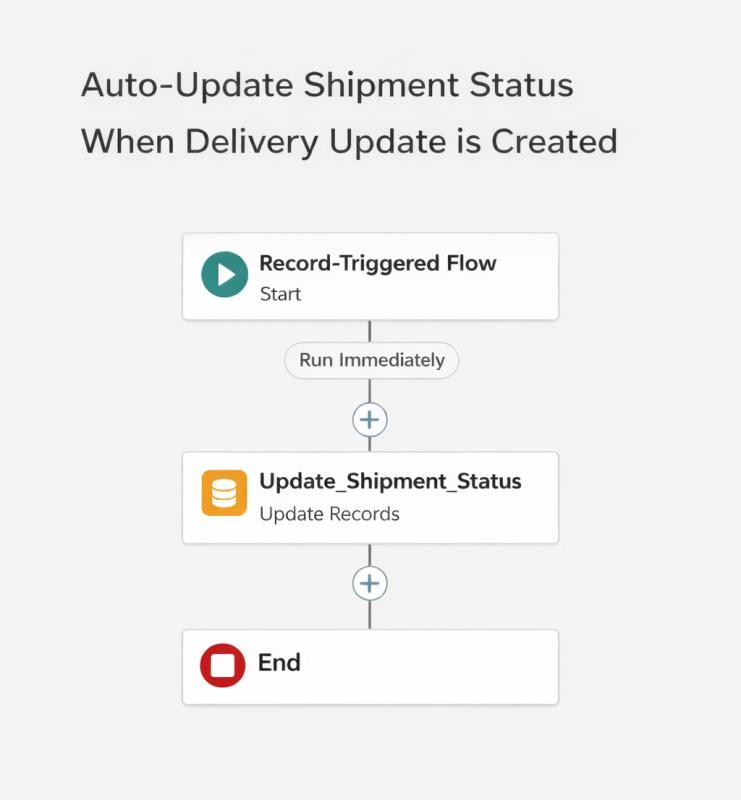 Auto-Update Shipment Status
When Delivery Update is Created
Record-Triggered Flow
Start
Run Immediately
Update_Shipment_Status
Update Records
End